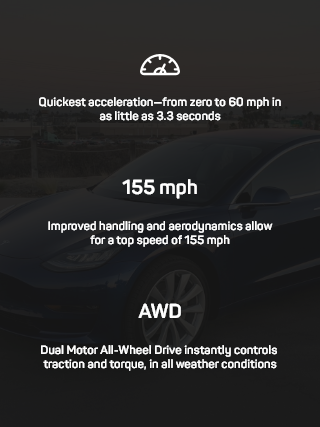 Quickest acceleration—from zero to 60 mph in
as little as 3.3 seconds
155 mph
Improved handling and aerodynamics allow
for a top speed of 155 mph
AWD
Dual Motor All-Wheel Drive instantly controls
traction and torque, in all weather conditions